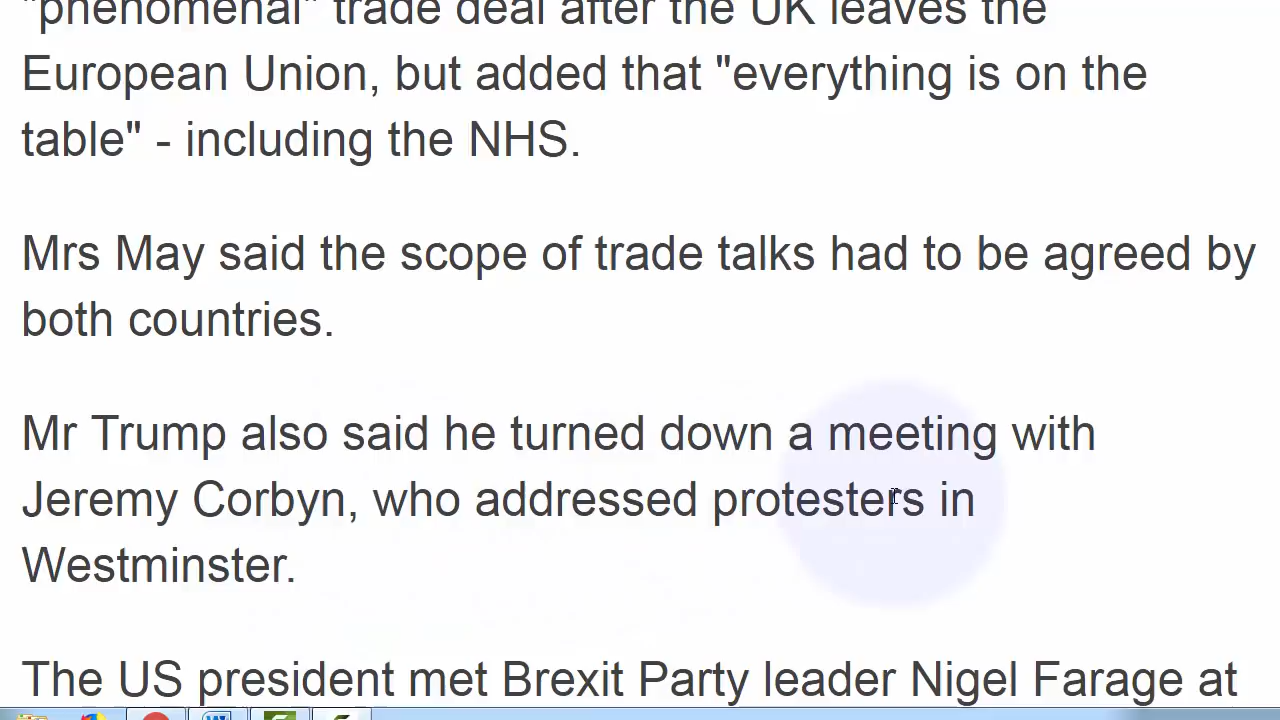 "phenomenal" trade deal after the UK leaves the
European Union, but added that "everything is on the
table" - including the NHS.
Mrs May said the scope of trade talks had to be agreed by
both countries.
Mr Trump also said he turned down a meeting with
Jeremy Corbyn, who addressed protesters in
Westminster.
The US president met Brexit Party leader Nigel Farage at